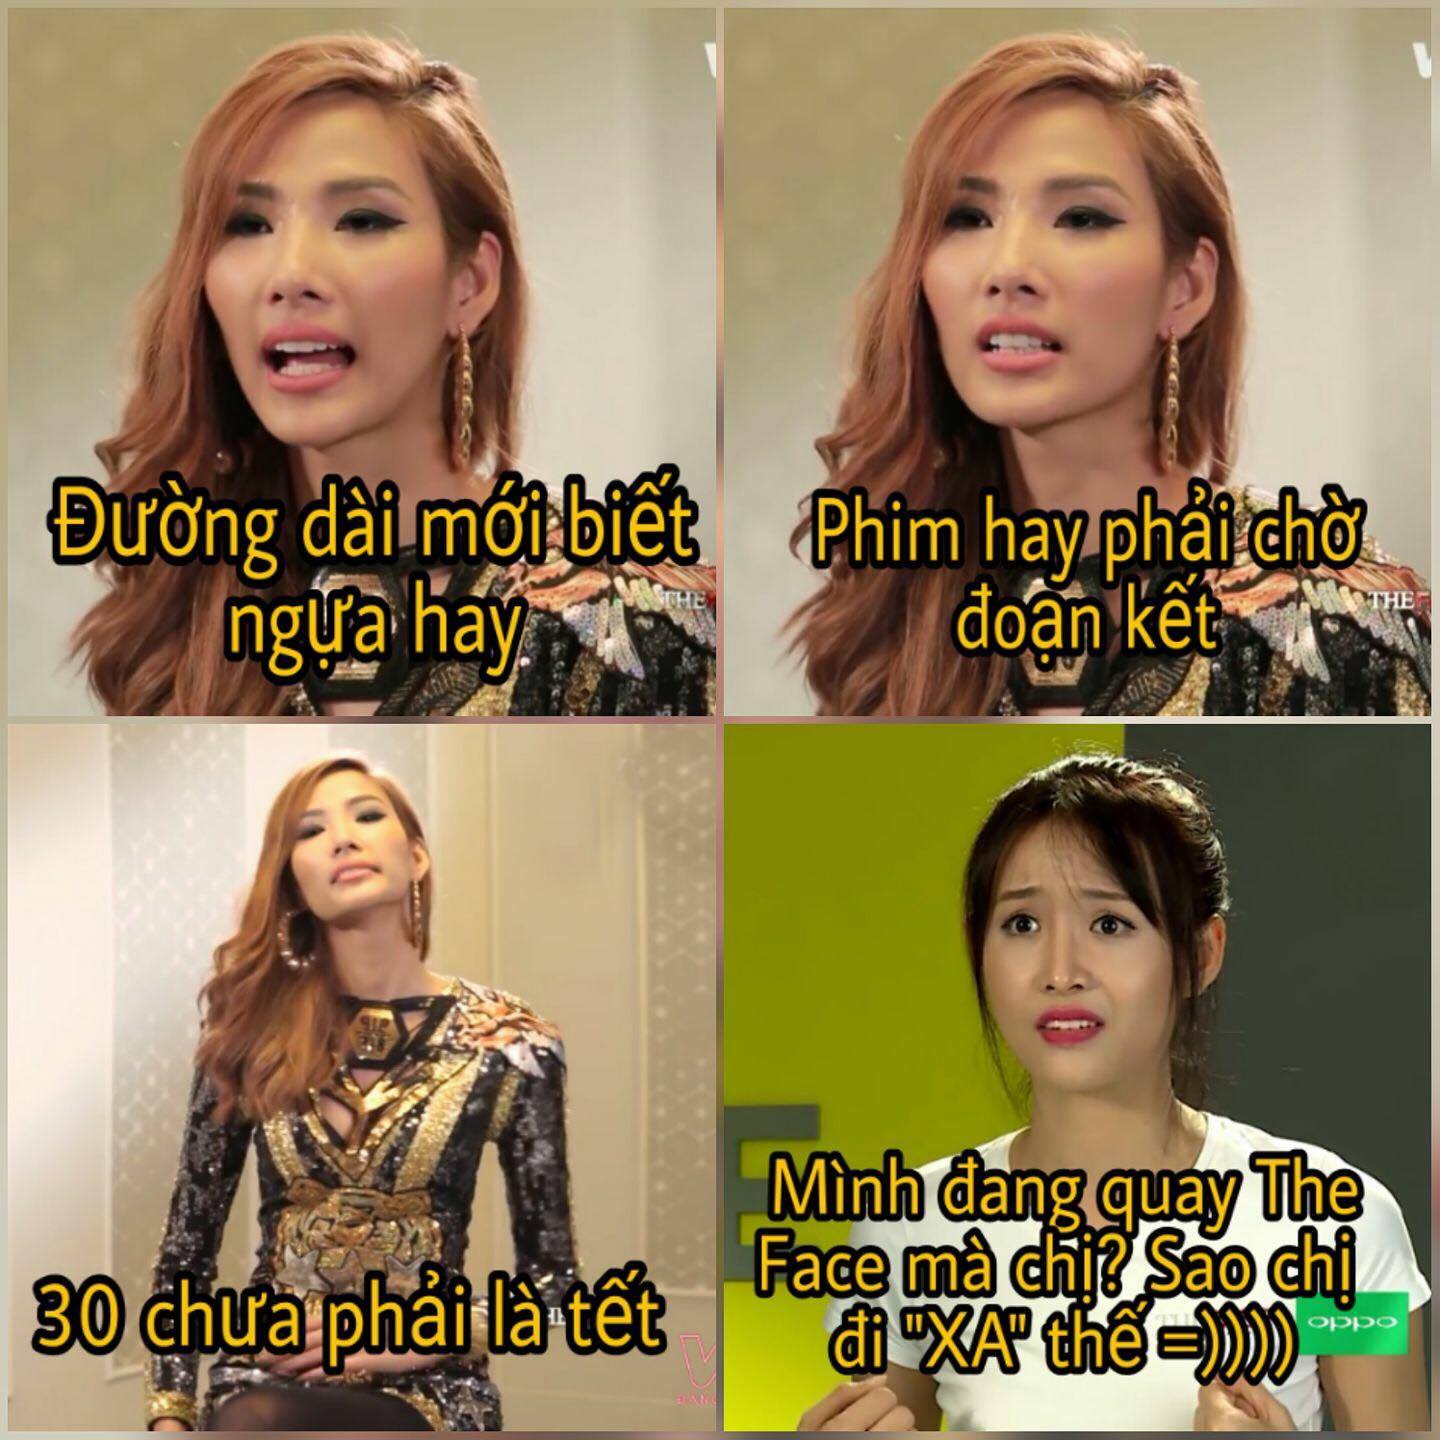 Đường dài mới biết
ngựa hay
THE
Phim hay phải chờ
đoạn kết
THE
30 chưa phải là tết
Mình đang quay The
Face mà chị? Sao chị
đi "XA" thế =))))
oppo